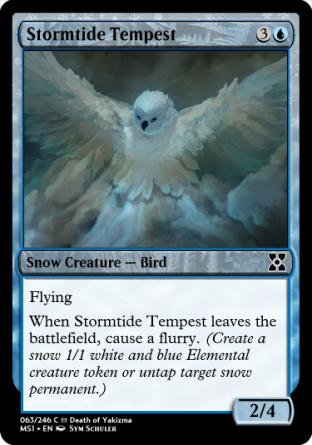 Stormtide Tempest 3
Snow Creature — Bird
Flying
When Stormtide Tempest leaves the
battlefield, cause a flurry. (Create a
snow 1/1 white and blue Elemental
creature token or untap target snow
permanent.)
2/4
063/246 C Death of Yakizma
MS1 • EN Sym Schuler